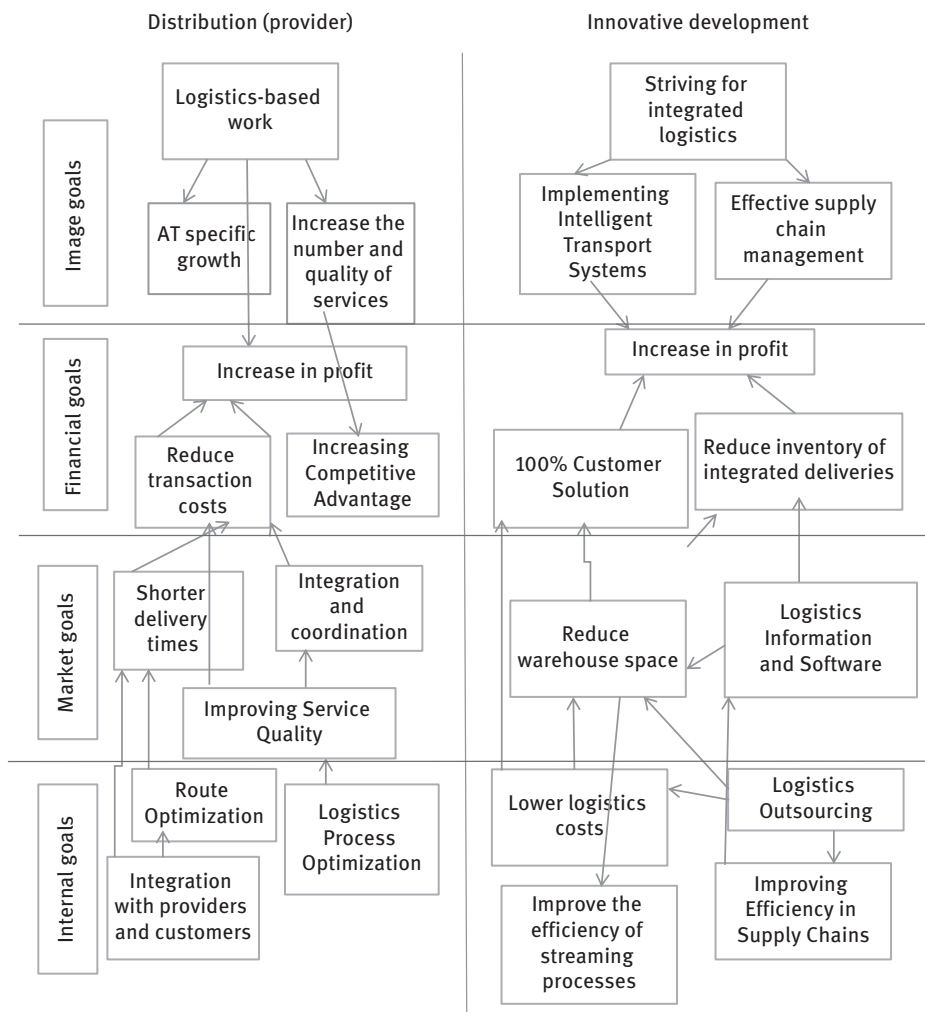 Distribution (provider)
Innovative development
Image goals
Logistics-based
work
AT specific
growth
Increase the
number and
quality of
services
Striving for
integrated
logistics
Implementing
Intelligent
Transport
Systems
Effective supply
chain
management
Financial goals
Increase in profit
Reduce
transaction
costs
Increasing
Competitive
Advantage
Increase in profit
100% Customer
Solution
Reduce inventory of
integrated deliveries
Market goals
Shorter
delivery
times
Integration
and
coordination
Improving Service
Quality
Reduce
warehouse space
Logistics
Information
and Software
Internal goals
Route
Optimization
Integration
with providers
and customers
Logistics
Process
Optimization
Lower logistics
costs
Logistics
Outsourcing
Improve the
efficiency of
streaming
processes
Improving
Efficiency in
Supply Chains